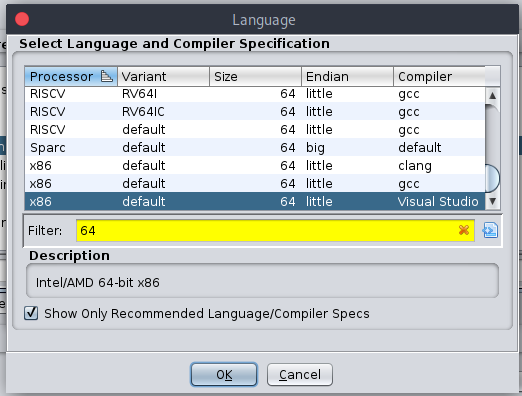 Language
Select Language and Compiler Specification
Processor Variant Size Endian Compiler
RISCV RV64I 64 little gcc
RISCV RV64IC 64 little gcc
RISCV default 64 little gcc
Sparc default 64 big default
x86 default 64 little clang
x86 default 64 little gcc
x86 default 64 little Visual Studio
Filter: 64
Description
Intel/AMD 64-bit x86
Show Only Recommended Language/Compiler Specs
OK Cancel